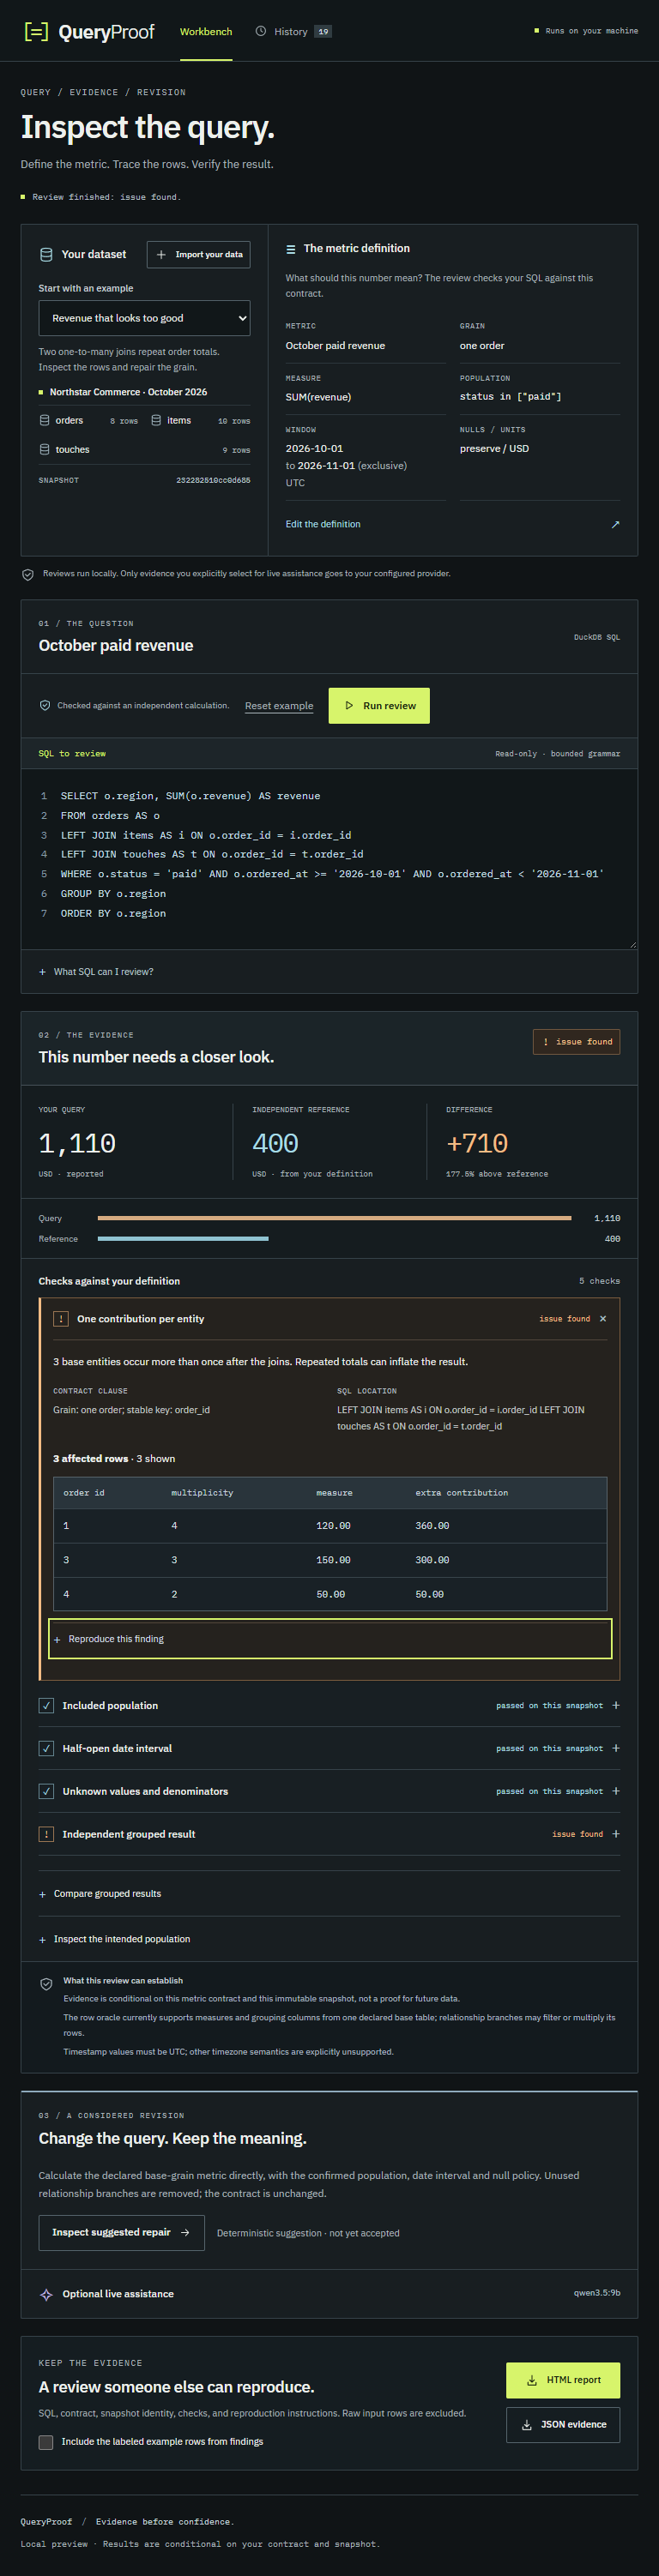 QueryProof
Workbench
History 19
Runs on your machine
QUERY / EVIDENCE / REVISION
Inspect the query.
Define the metric. Trace the rows. Verify the result.
Review finished: issue found.
Your dataset
Import your data
Start with an example
Revenue that looks too good
Two one-to-many joins repeat order totals.
Inspect the rows and repair the grain.
Northstar Commerce · October 2026
orders 8 rows items 10 rows
touches 9 rows
SNAPSHOT 232282510cc0d685
The metric definition
What should this number mean? The review checks your SQL against this
contract.
METRIC
October paid revenue
GRAIN
one order
MEASURE
SUM(revenue)
POPULATION
status in ["paid"]
WINDOW
2026-10-01
to 2026-11-01 (exclusive)
UTC
NULLS / UNITS
preserve / USD
Edit the definition ↗
Reviews run locally. Only evidence you explicitly select for live assistance goes to your configured provider.
01 / THE QUESTION
October paid revenue
DuckDB SQL
Checked against an independent calculation.
Reset example
Run review
SQL to review
Read-only · bounded grammar
1 SELECT o.region, SUM(o.revenue) AS revenue
2 FROM orders AS o
3 LEFT JOIN items AS i ON o.order_id = i.order_id
4 LEFT JOIN touches AS t ON o.order_id = t.order_id
5 WHERE o.status = 'paid' AND o.ordered_at >= '2026-10-01' AND o.ordered_at < '2026-11-01'
6 GROUP BY o.region
7 ORDER BY o.region
+ What SQL can I review?
02 / THE EVIDENCE
This number needs a closer look.
! issue found
YOUR QUERY
1,110
USD · reported
INDEPENDENT REFERENCE
400
USD · from your definition
DIFFERENCE
+710
177.5% above reference
Query 1,110
Reference 400
Checks against your definition
5 checks
! One contribution per entity
issue found ×
3 base entities occur more than once after the joins. Repeated totals can inflate the result.
CONTRACT CLAUSE
Grain: one order; stable key: order_id
SQL LOCATION
LEFT JOIN items AS i ON o.order_id = i.order_id LEFT JOIN
touches AS t ON o.order_id = t.order_id
3 affected rows · 3 shown
order id multiplicity measure extra contribution
1 4 120.00 360.00
3 3 150.00 300.00
4 2 50.00 50.00
+ Reproduce this finding
✓ Included population passed on this snapshot +
✓ Half-open date interval passed on this snapshot +
✓ Unknown values and denominators passed on this snapshot +
! Independent grouped result issue found +
+ Compare grouped results
+ Inspect the intended population
What this review can establish
Evidence is conditional on this metric contract and this immutable snapshot, not a proof for future data.
The row oracle currently supports measures and grouping columns from one declared base table; relationship branches may filter or multiply its
rows.
Timestamp values must be UTC; other timezone semantics are explicitly unsupported.
03 / A CONSIDERED REVISION
Change the query. Keep the meaning.
Calculate the declared base-grain metric directly, with the confirmed population, date interval and null policy. Unused
relationship branches are removed; the contract is unchanged.
Inspect suggested repair →
Deterministic suggestion · not yet accepted
Optional live assistance
qwen3.5:9b
KEEP THE EVIDENCE
A review someone else can reproduce.
SQL, contract, snapshot identity, checks, and reproduction instructions. Raw input rows are excluded.
Include the labeled example rows from findings
HTML report
JSON evidence
QueryProof / Evidence before confidence.
Local preview · Results are conditional on your contract and snapshot.